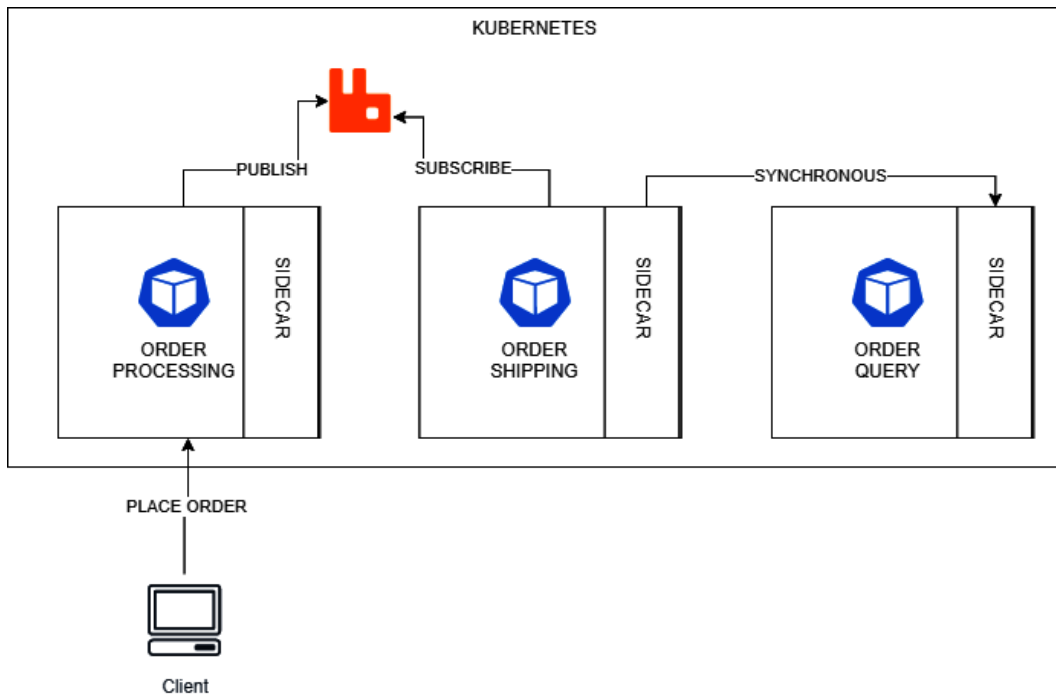 KUBERNETES
PUBLISH
SUBSCRIBE
SYNCHRONOUS
ORDER
PROCESSING
SIDECAR
ORDER
SHIPPING
SIDECAR
ORDER
QUERY
SIDECAR
PLACE ORDER
Client